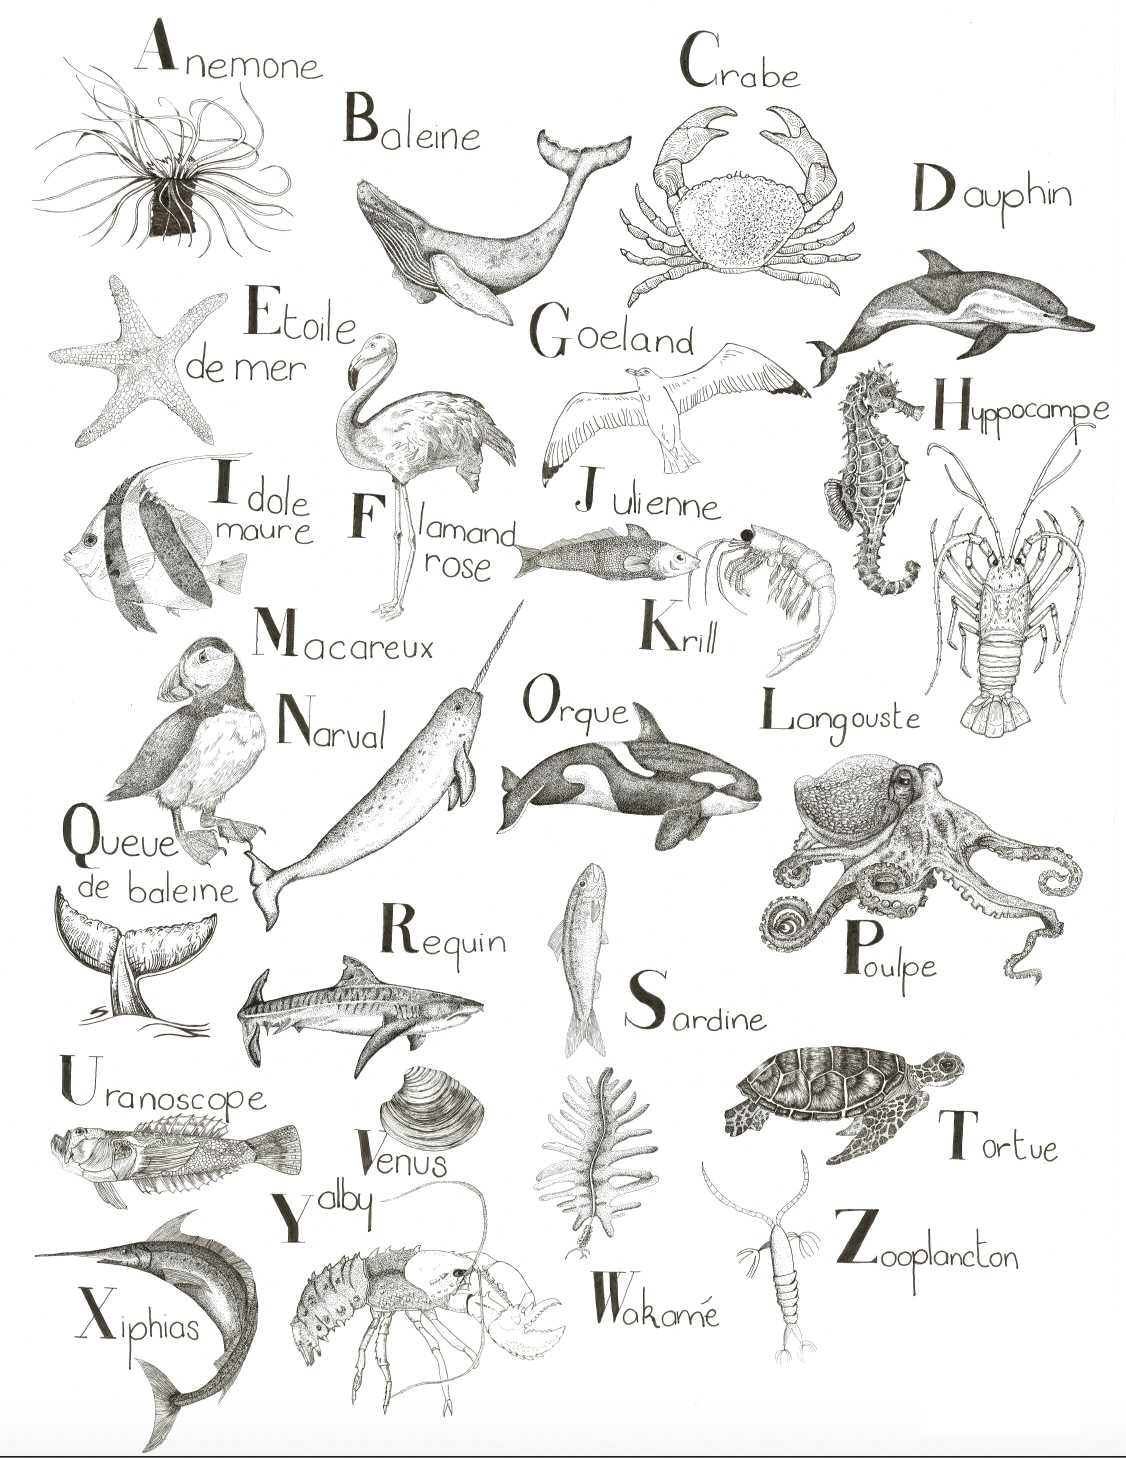 Anemone
Baleine
Crabe
Dauphin
Etoile
de mer
Goeland
Hyppocampe
Idole
maure
Flamand
rose
Julienne
Krill
Macareux
Narval
Orque
Langouste
Queue
de baleine
Poulpe
Requin
Sardine
Uranoscope
Venus
Tortue
Yalby
Zooplancton
Xiphias
Wakamé